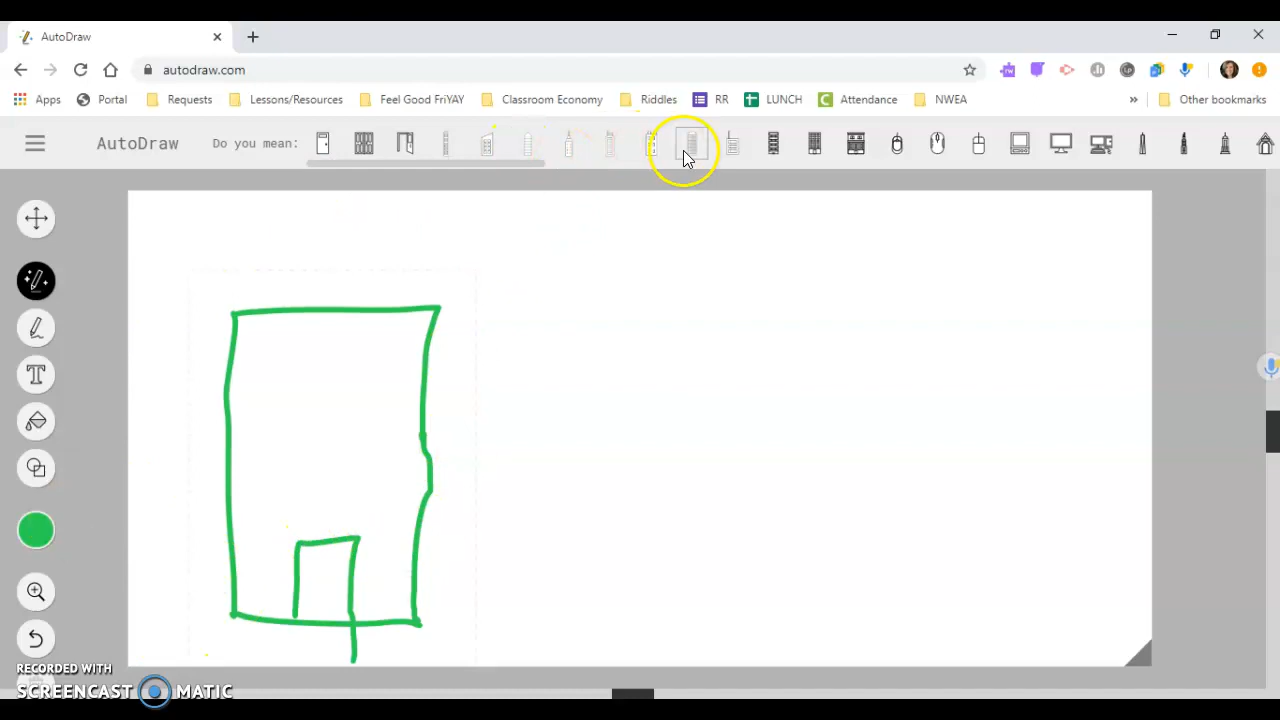 AutoDraw
autodraw.com
Apps Portal Requests Lessons/Resources Feel Good FriYAY Classroom Economy Riddles RR LUNCH Attendance NWEA » Other bookmarks
AutoDraw Do you mean:
T
RECORDED WITH
SCREENCAST MATIC